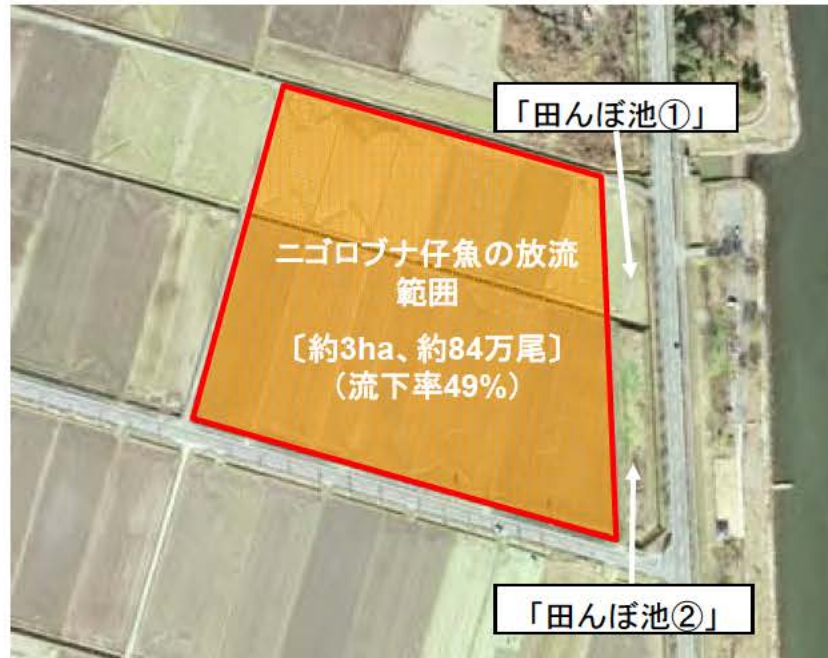 「田んぼ池①」
ニゴロブナ仔魚の放流
範囲
〔約3ha、約84万尾〕
（流下率49%）
「田んぼ池②」